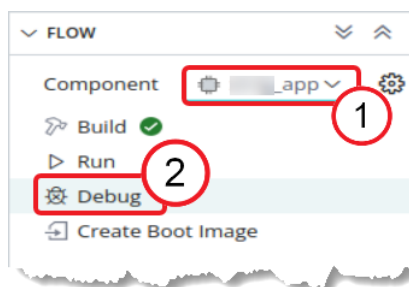 FLOW
Component _app
1
Build
2
Run
Debug
Create Boot Image